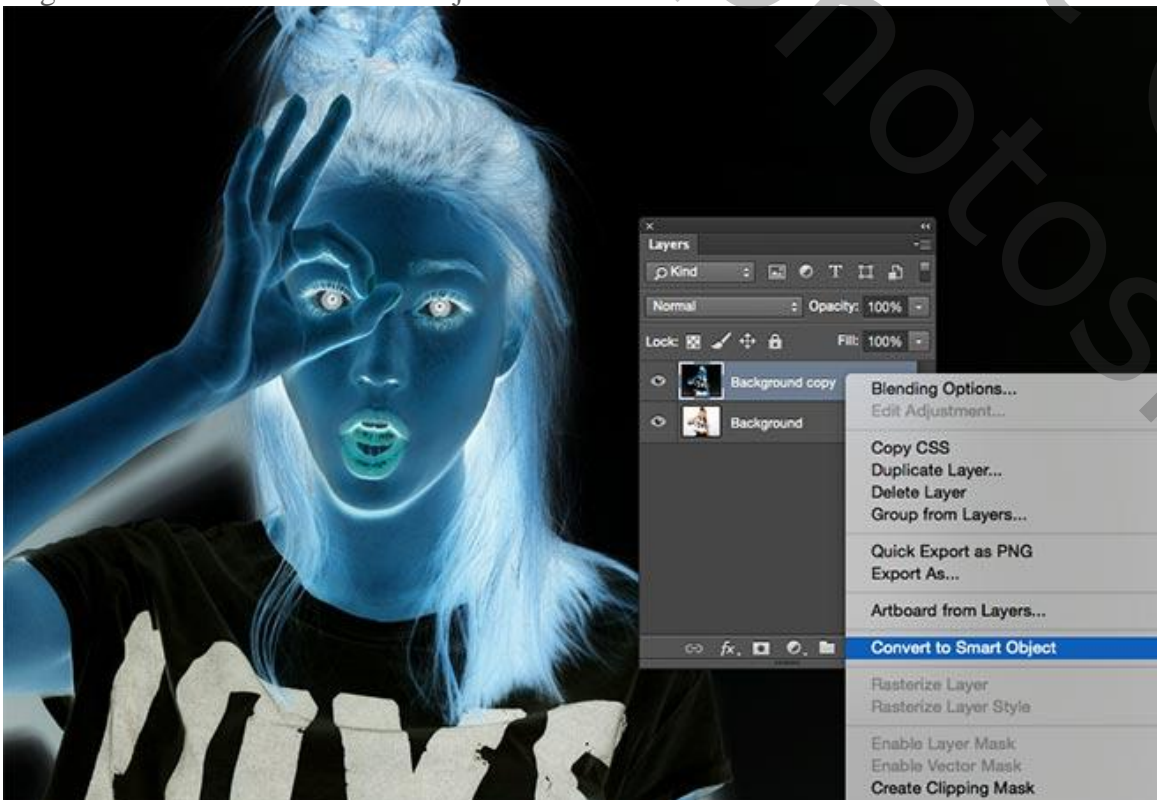 Layers
Kind
Normal Opacity: 100%
Lock: Fill: 100%
Background copy
Background
fx
Blending Options...
Edit Adjustment...
Copy CSS
Duplicate Layer...
Delete Layer
Group from Layers...
Quick Export as PNG
Export As...
Artboard from Layers...
Convert to Smart Object
Rasterize Layer
Rasterize Layer Style
Enable Layer Mask
Enable Vector Mask
Create Clipping Mask